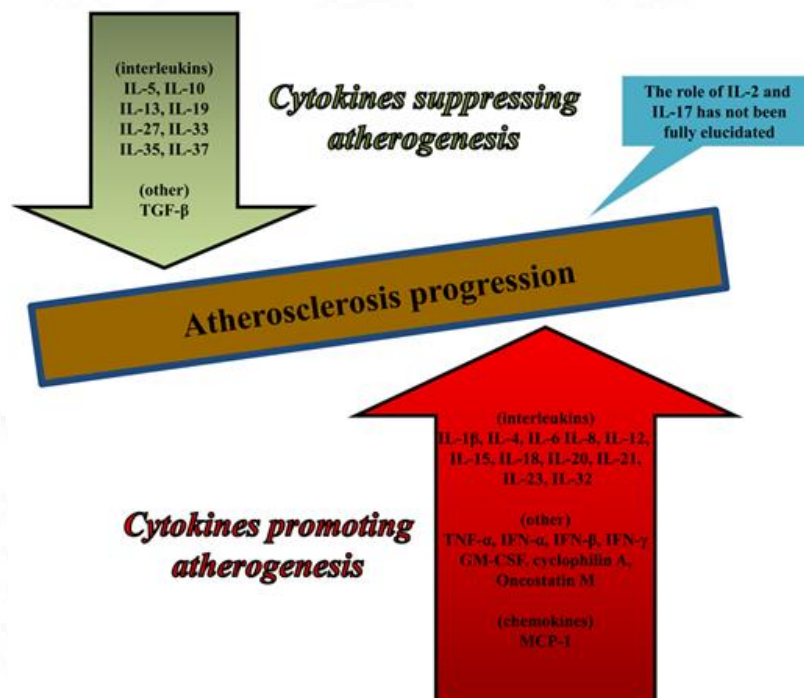 (interleukins)
IL-5, IL-10
IL-13, IL-19
IL-27, IL-33
IL-35, IL-37
(other)
TGF-β
Cytokines suppressing
atherogenesis
The role of IL-2 and
IL-17 has not been
fully elucidated
Atherosclerosis progression
Cytokines promoting
atherogenesis
(interleukins)
IL-1β, IL-4, IL-6 IL-8, IL-12,
IL-15, IL-18, IL-20, IL-21,
IL-23, IL-32
(other)
TNF-α, IFN-α, IFN-β, IFN-γ
GM-CSF, cyclophilin A,
Oncostatin M
(chemokines)
MCP-1